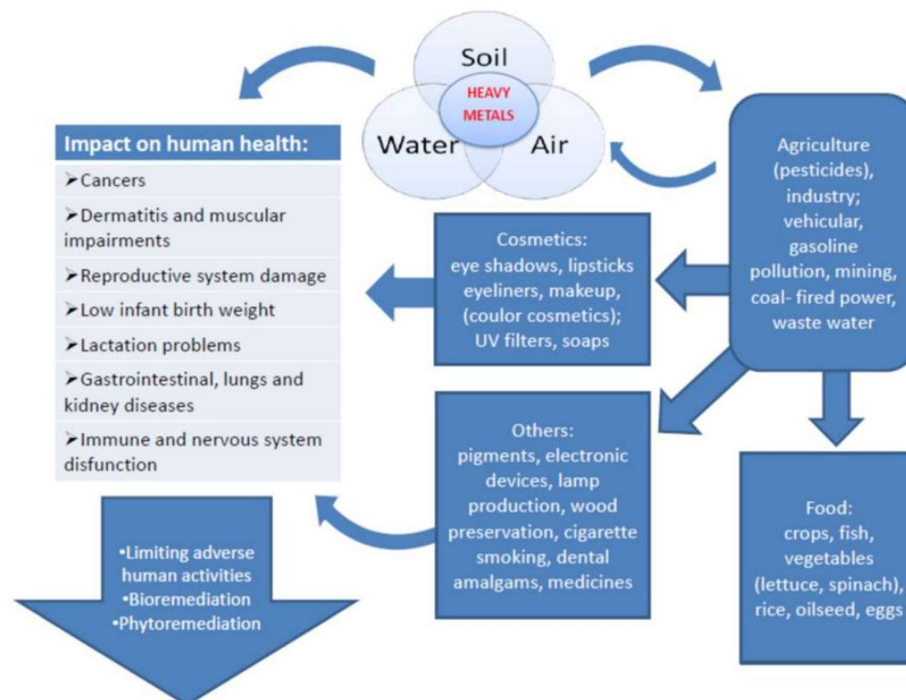 Soil
HEAVY
METALS
Water
Air
Impact on human health:
➤Cancers
➤Dermatitis and muscular
impairments
➤Reproductive system damage
➤Low infant birth weight
➤Lactation problems
➤Gastrointestinal, lungs and
kidney diseases
➤Immune and nervous system
disfunction
•Limiting adverse
human activities
•Bioremediation
•Phytoremediation
Cosmetics:
eye shadows, lipsticks
eyeliners, makeup,
(coulor cosmetics);
UV filters, soaps
Others:
pigments, electronic
devices, lamp
production, wood
preservation, cigarette
smoking, dental
amalgams, medicines
Agriculture
(pesticides),
industry;
vehicular,
gasoline
pollution, mining,
coal- fired power,
waste water
Food:
crops, fish,
vegetables
(lettuce, spinach),
rice, oilseed, eggs